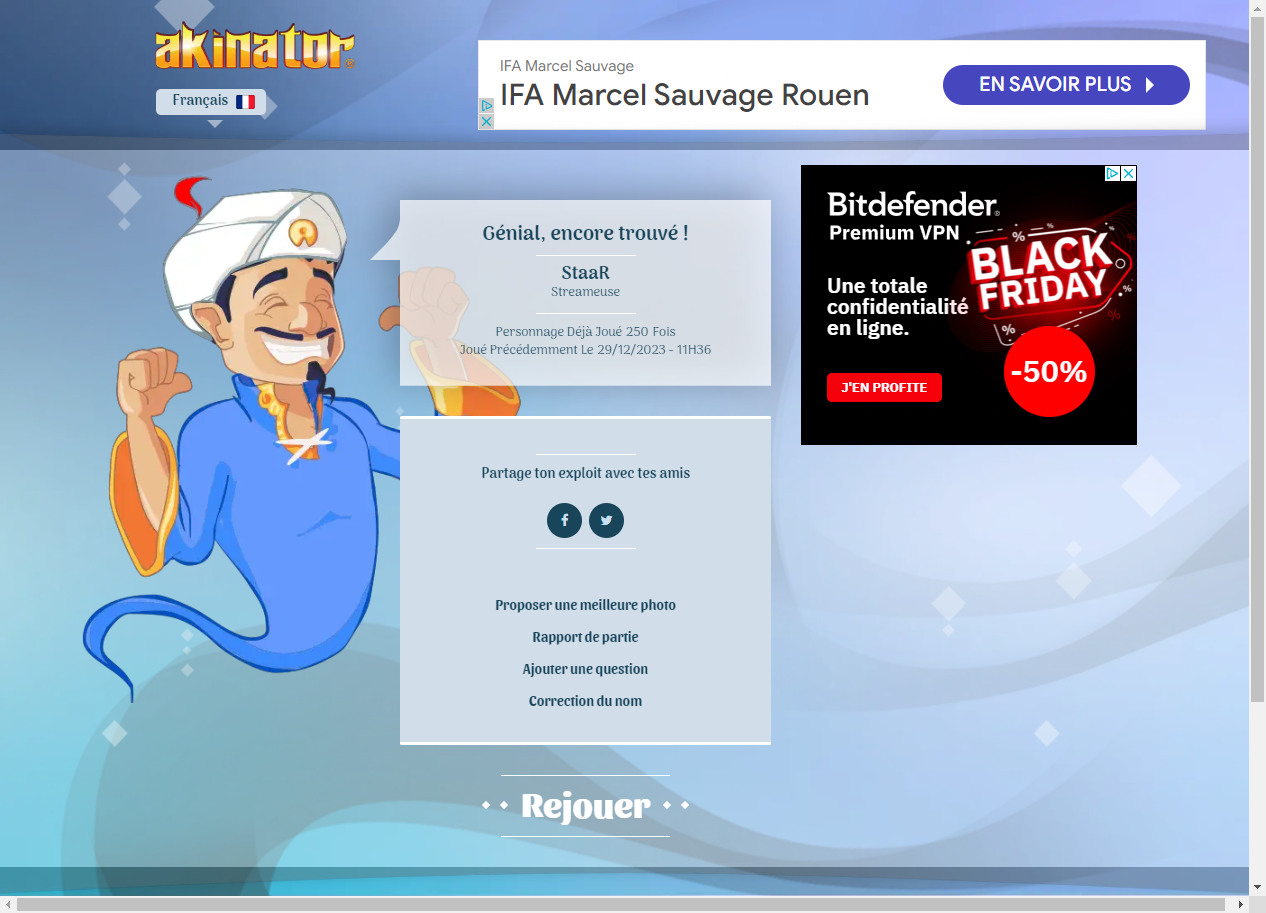 akinator
Français
IFA Marcel Sauvage
IFA Marcel Sauvage Rouen
EN SAVOIR PLUS
Génial, encore trouvé !
StaaR
Streameuse
Personnage Déjà Joué 250 Fois
Joué Précédemment Le 29/12/2023 - 11H36
Bitdefender®
Premium VPN
BLACK
FRIDAY
Une totale
confidentialité
en ligne.
-50%
J'EN PROFITE
Partage ton exploit avec tes amis
Proposer une meilleure photo
Rapport de partie
Ajouter une question
Correction du nom
Rejouer